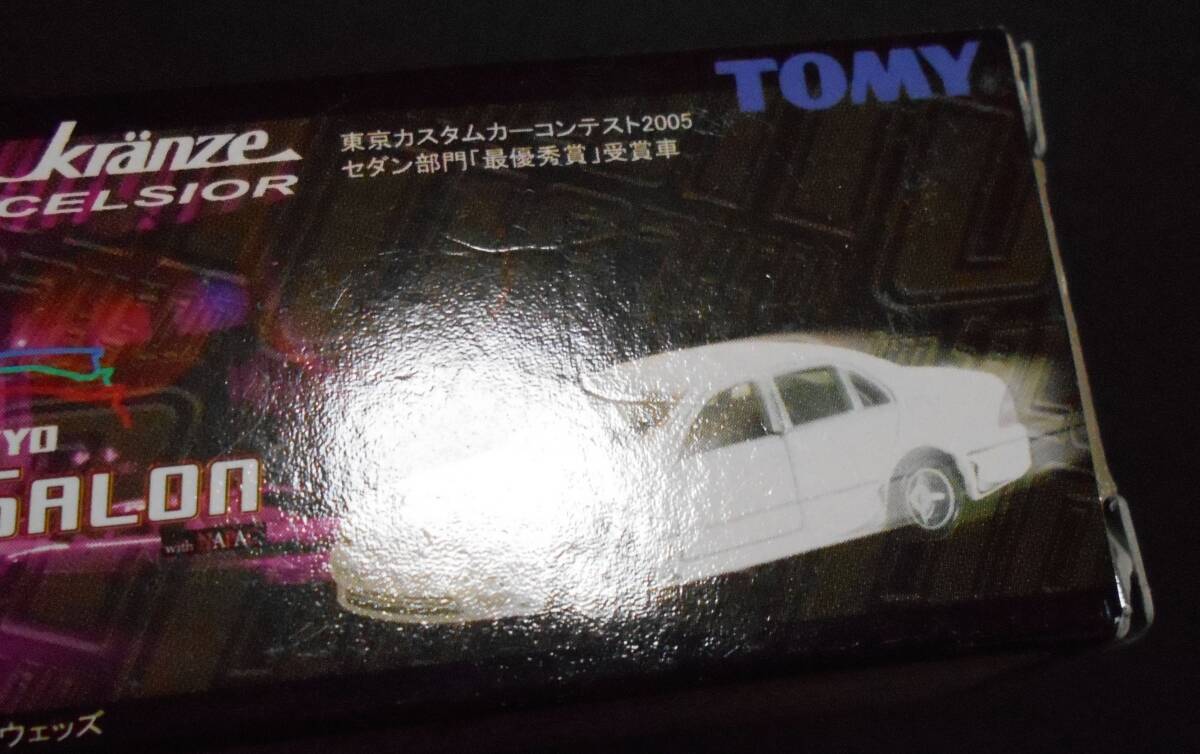 TOMY
Kränze
CELSIOR
東京カスタムカーコンテスト2005
セダン部門「最優秀賞」受賞車
YO
SALON
with NAPAC
ウェッズ